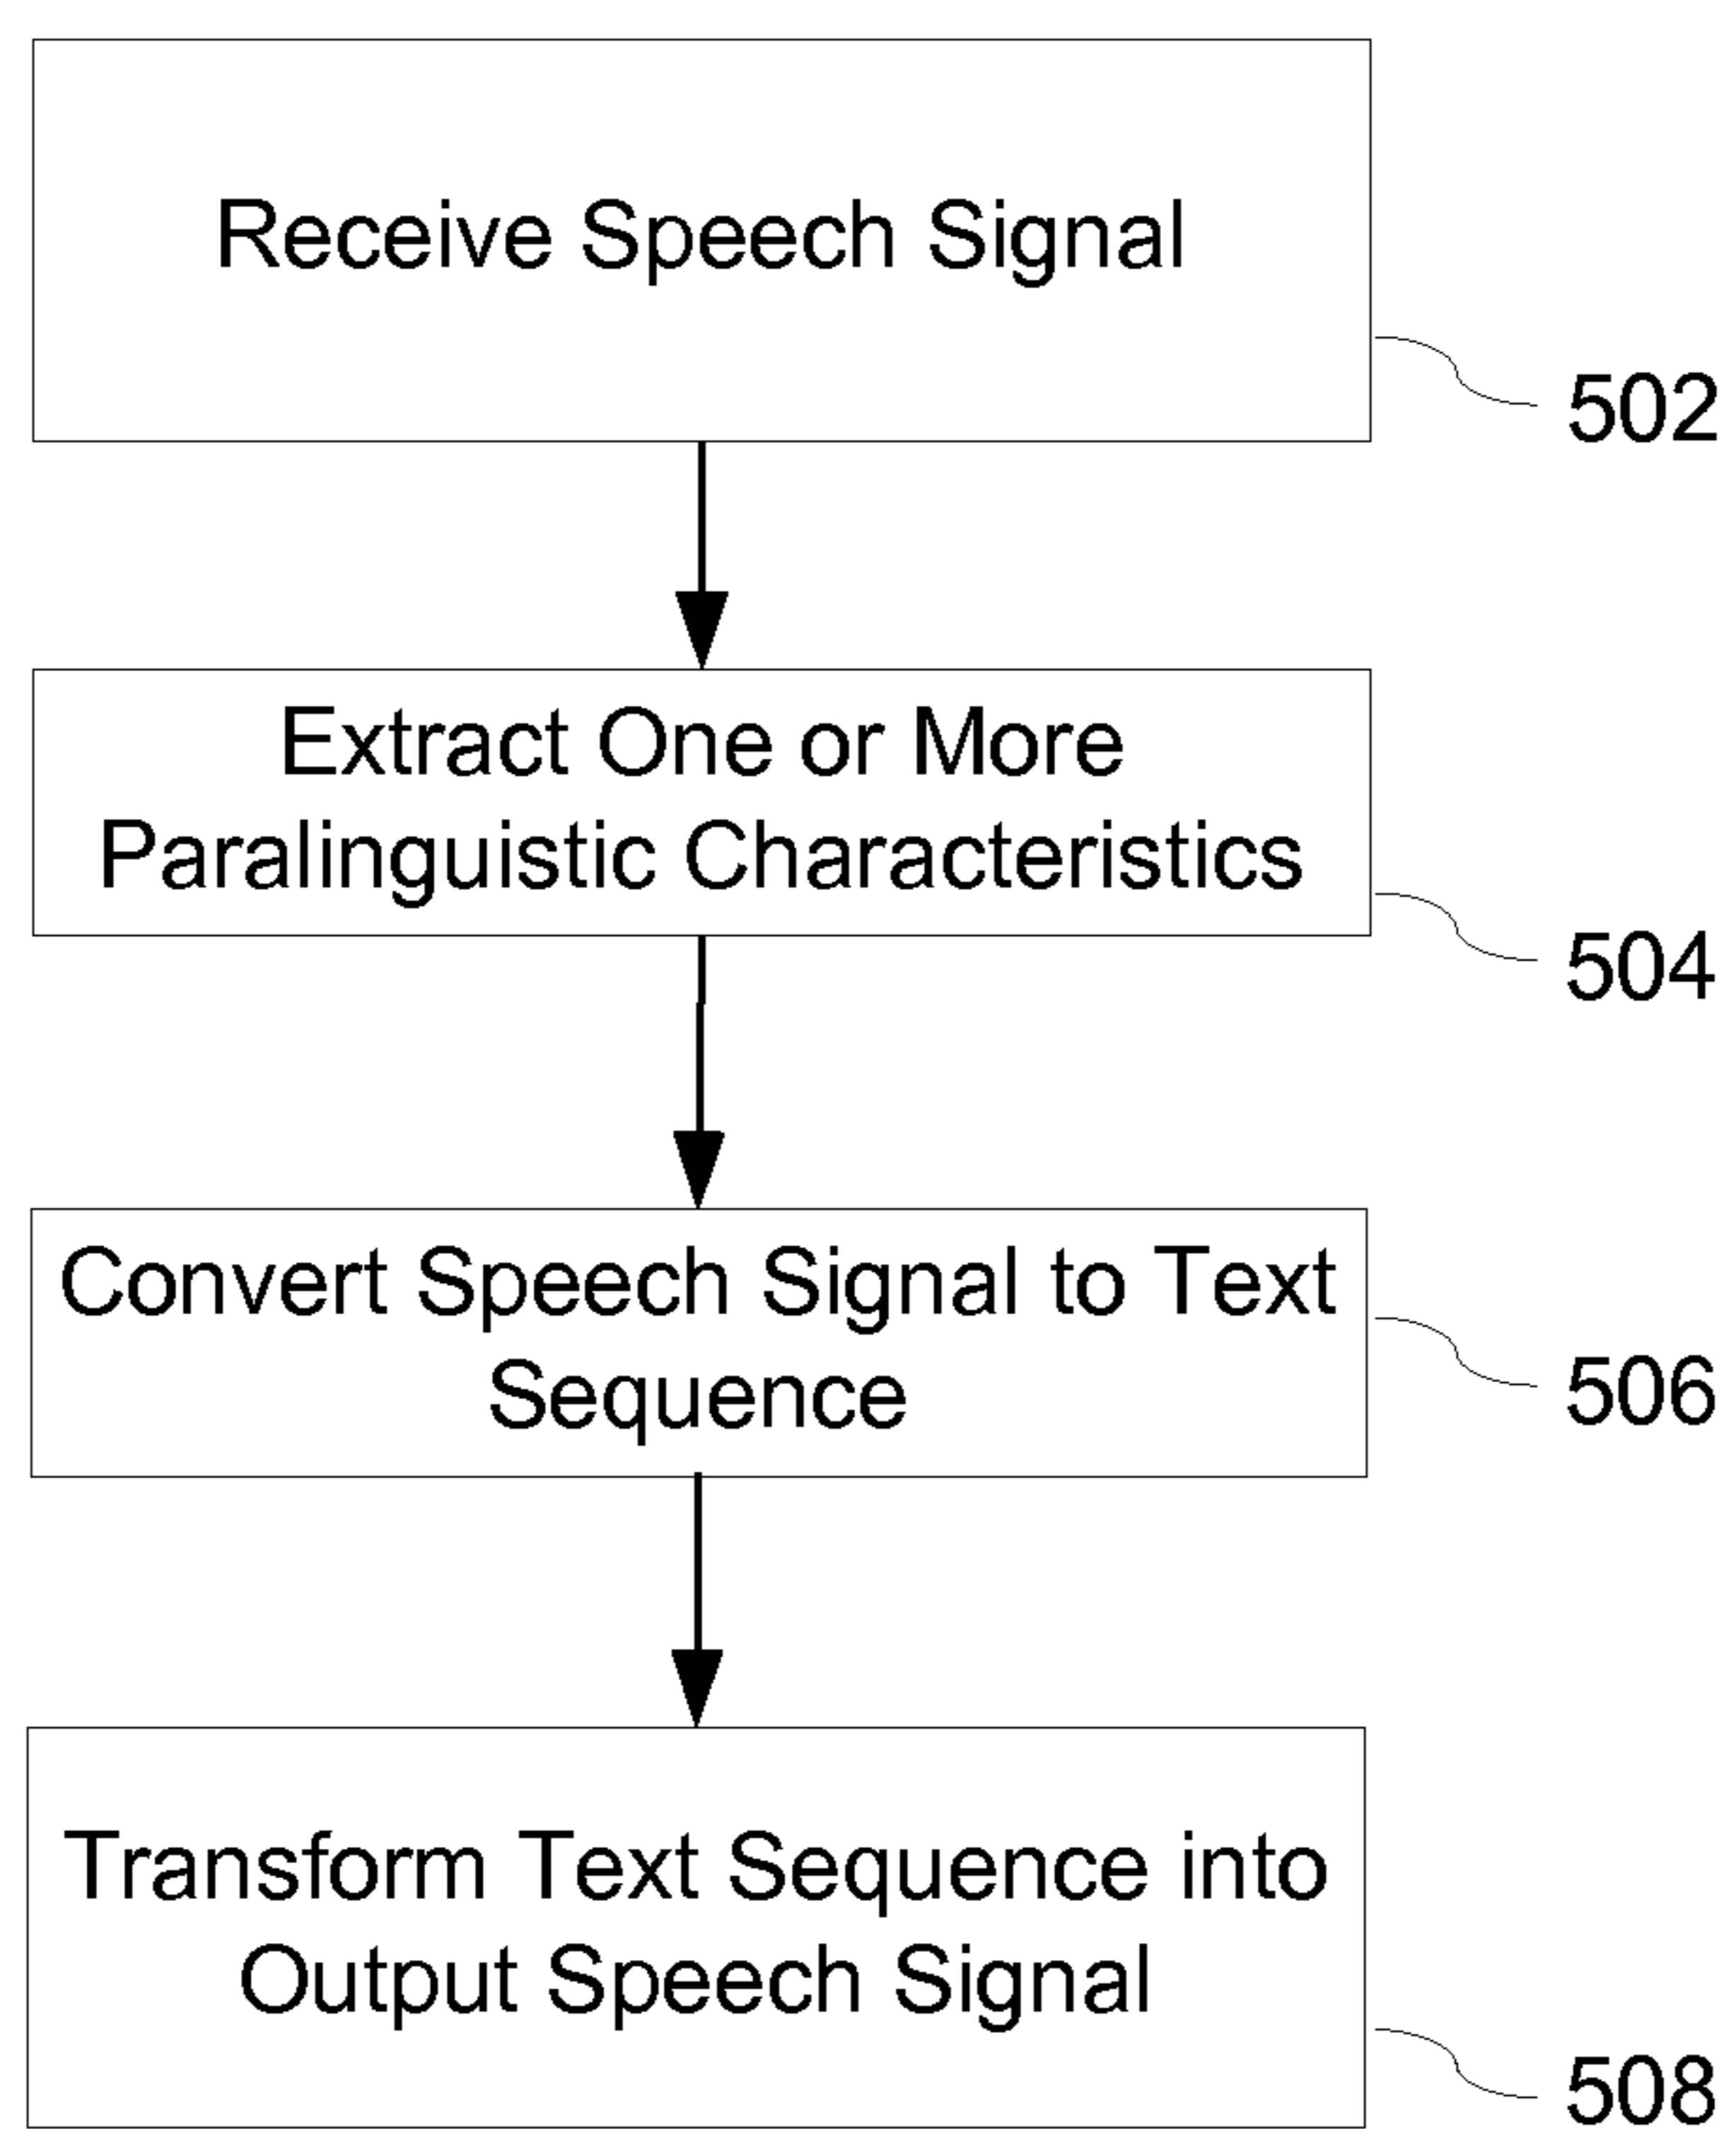 Receive Speech Signal
502
Extract One or More
Paralinguistic Characteristics
504
Convert Speech Signal to Text
Sequence
506
Transform Text Sequence into
Output Speech Signal
508